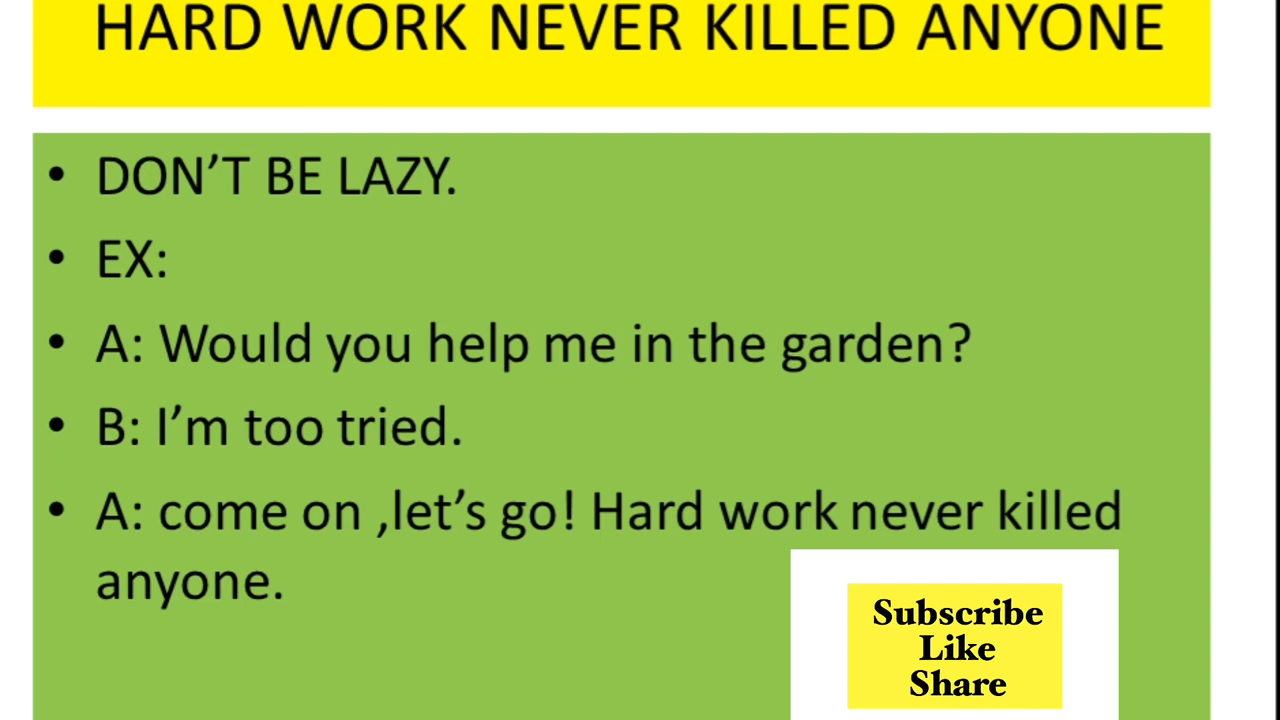 HARD WORK NEVER KILLED ANYONE
• DON’T BE LAZY.
• EX:
• A: Would you help me in the garden?
• B: I’m too tried.
• A: come on ,let’s go! Hard work never killed
anyone.
Subscribe
Like
Share